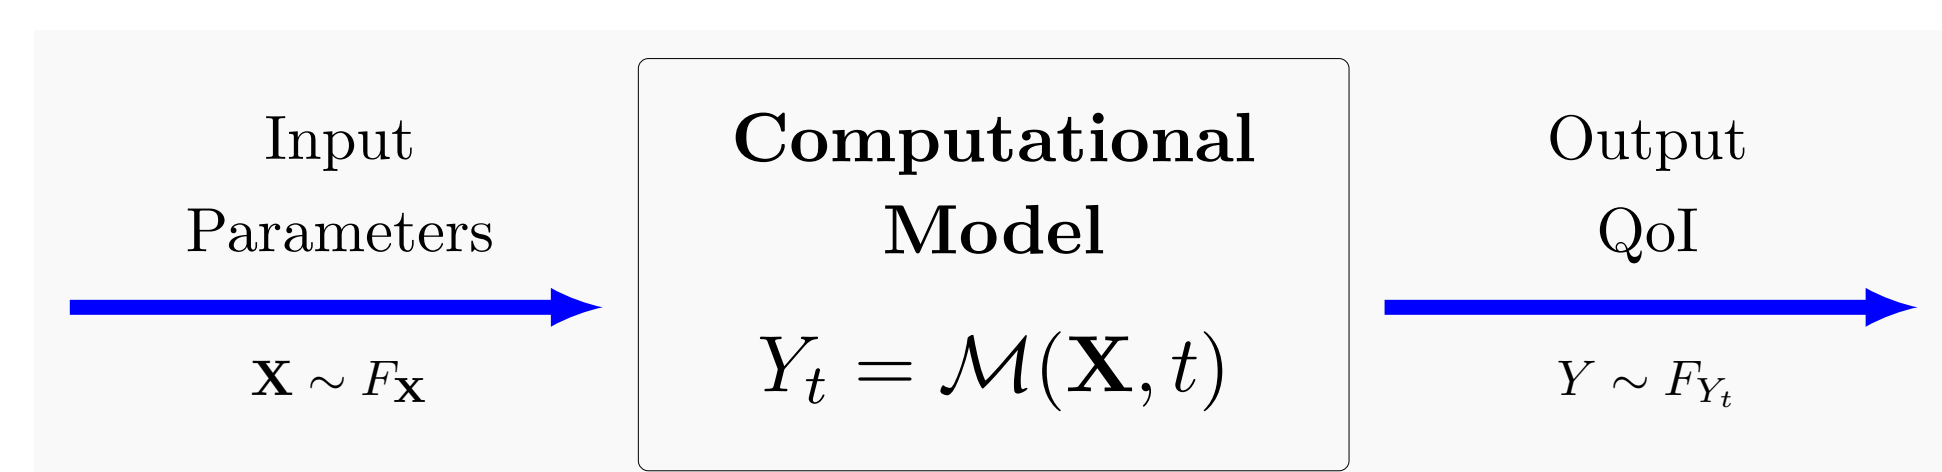 Input
Parameters
X ∼ F_X
Computational
Model
Y_t = ℳ(X, t)
Output
QoI
Y ∼ F_{Y_t}